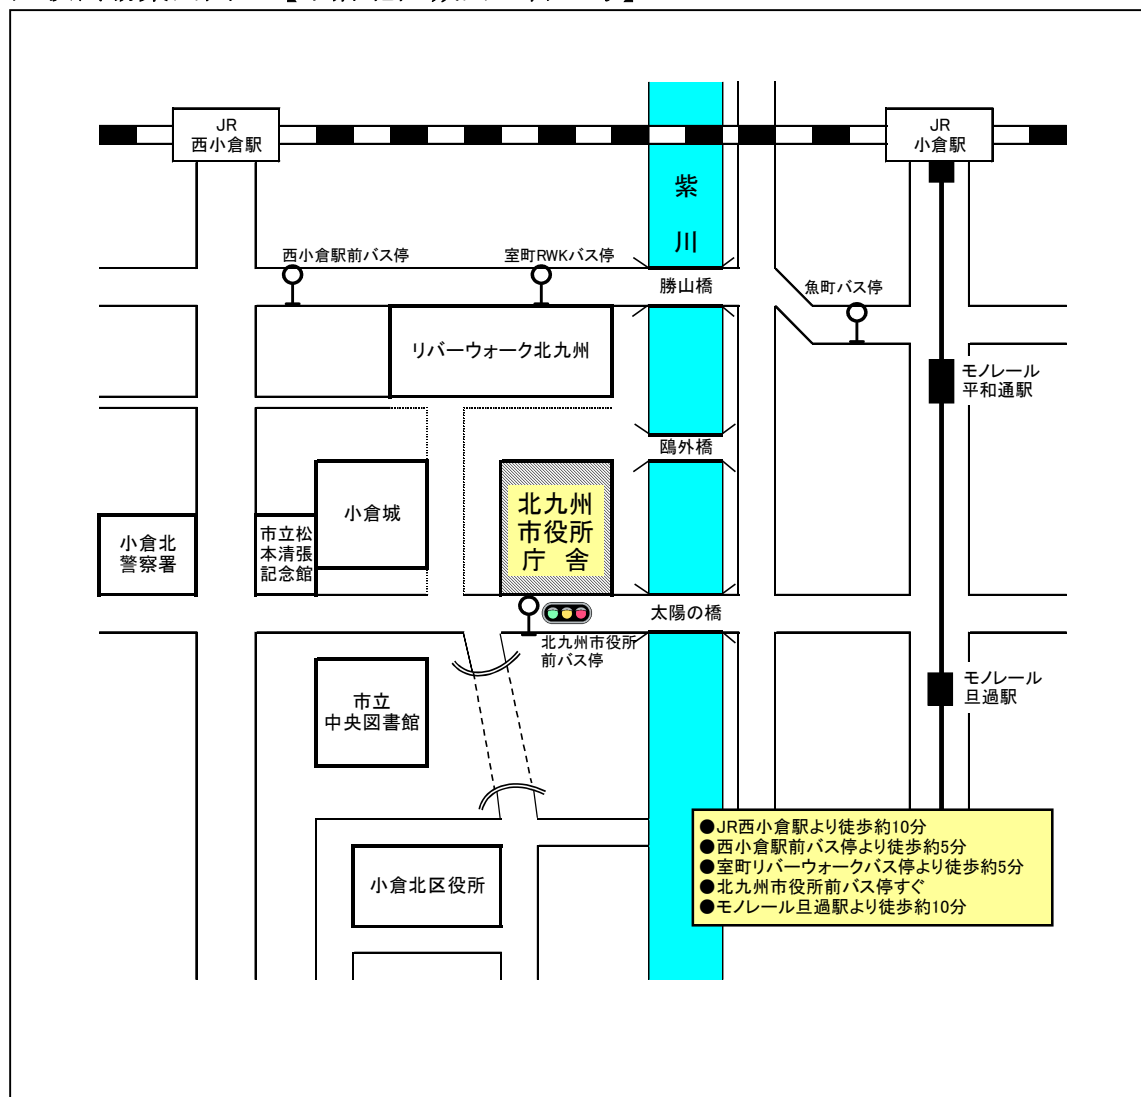 JR
西小倉駅
JR
小倉駅
紫
川
西小倉駅前バス停
室町RWKバス停
勝山橋
魚町バス停
リバーウォーク北九州
モノレール
平和通駅
鴎外橋
小倉城
北九州
市役所
庁 舎
小倉北
警察署
市立松
本清張
記念館
太陽の橋
北九州市役所
前バス停
モノレール
旦過駅
市立
中央図書館
●JR西小倉駅より徒歩約10分
●西小倉駅前バス停より徒歩約5分
●室町リバーウォークバス停より徒歩約5分
●北九州市役所前バス停すぐ
●モノレール旦過駅より徒歩約10分
小倉北区役所